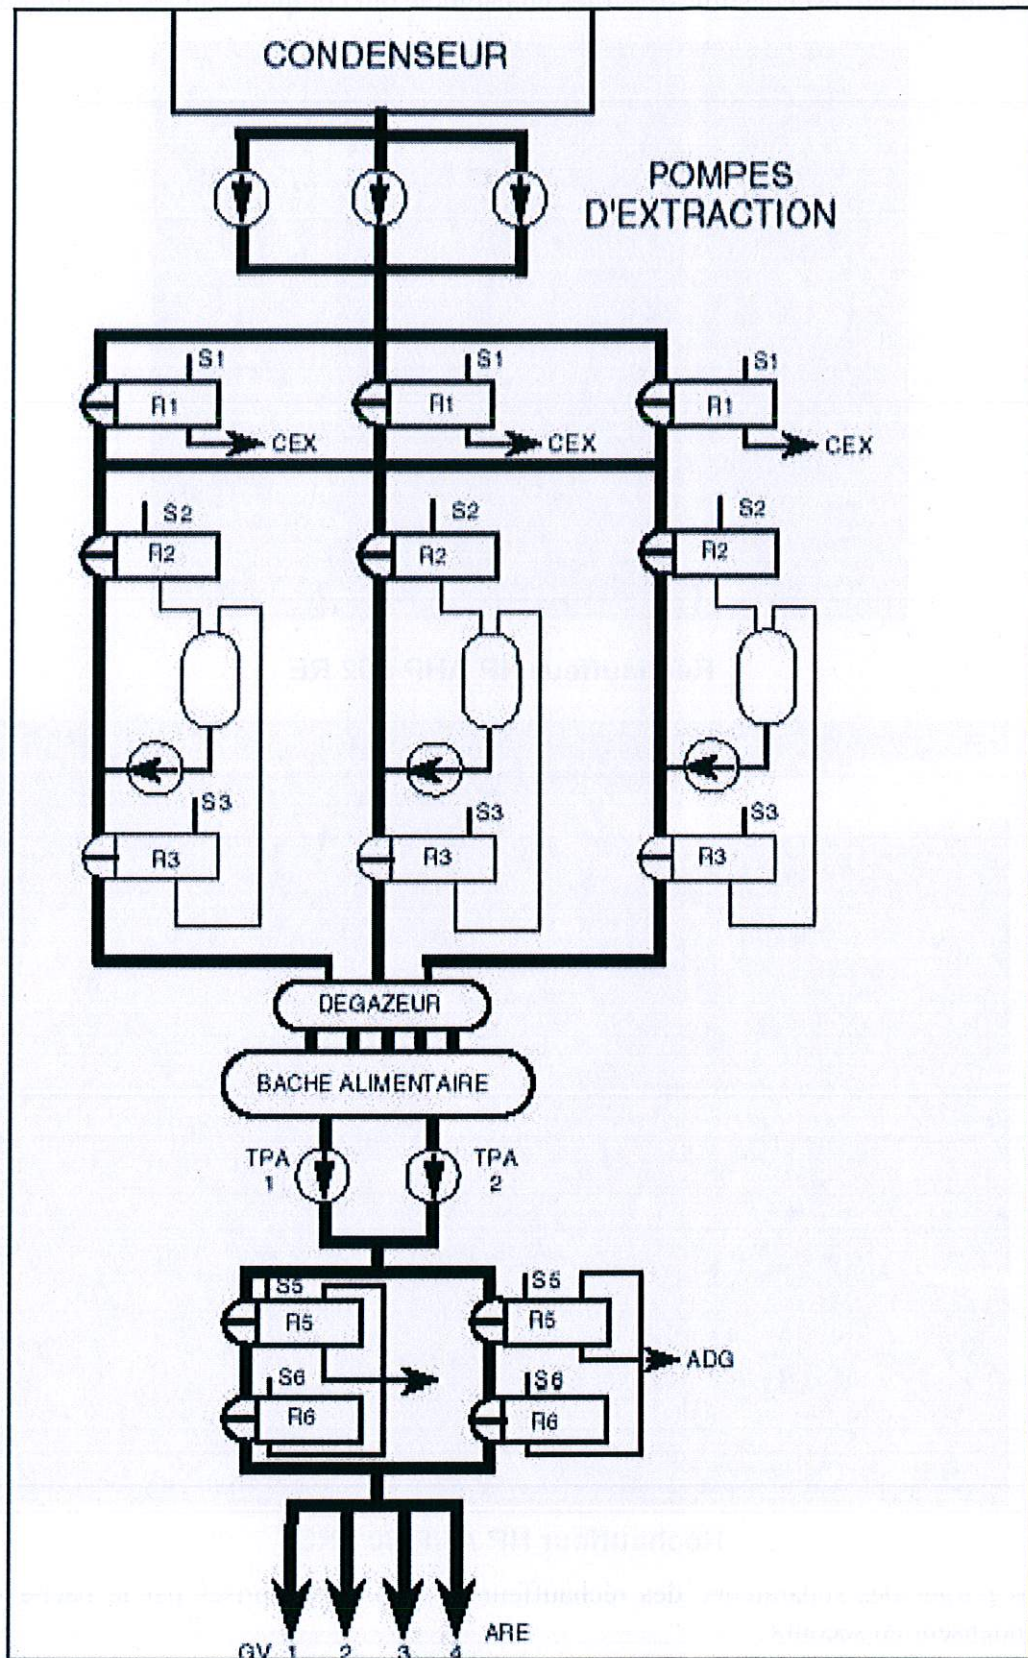 CONDENSEUR
POMPES
D'EXTRACTION
S1 S1 S1
R1 R1 R1
CEX CEX CEX
S2 S2 S2
R2 R2 R2
S3 S3 S3
R3 R3 R3
DEGAZEUR
BACHE ALIMENTAIRE
TPA 1 TPA 2
S5 S5
R5 R5
ADG
S6 S6
R6 R6
ARE
GV 1 2 3 4